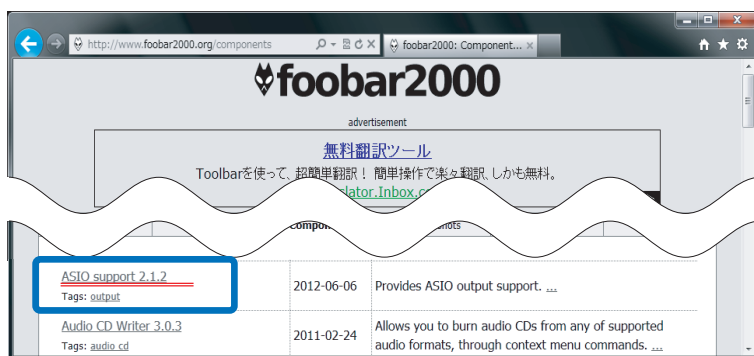 http://www.foobar2000.org/components
foobar2000: Component...
foobar2000
advertisement
無料翻訳ツール
Toolbarを使って、超簡単翻訳！ 簡単操作で楽々翻訳、しかも無料。
ASIO support 2.1.2
Tags: output
2012-06-06
Provides ASIO output support. ...
Audio CD Writer 3.0.3
Tags: audio cd
2011-02-24
Allows you to burn audio CDs from any of supported
audio formats, through context menu commands. ...